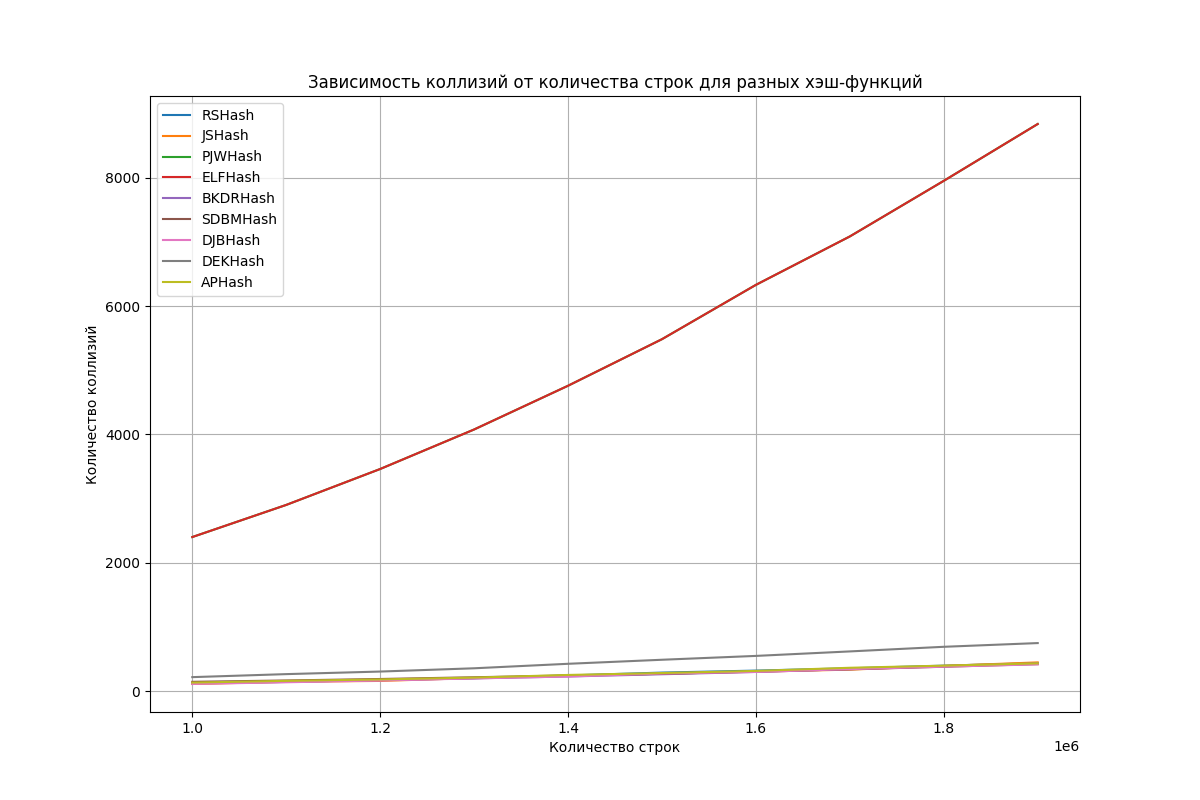 Зависимость коллизий от количества строк для разных хэш-функций
RSHash
JSHash
PJWHash
ELFHash
BKDRHash
SDBMHash
DJBHash
DEKHash
APHash
8000
6000
4000
2000
0
Количество коллизий
1.0
1.2
1.4
1.6
1.8
1e6
Количество строк